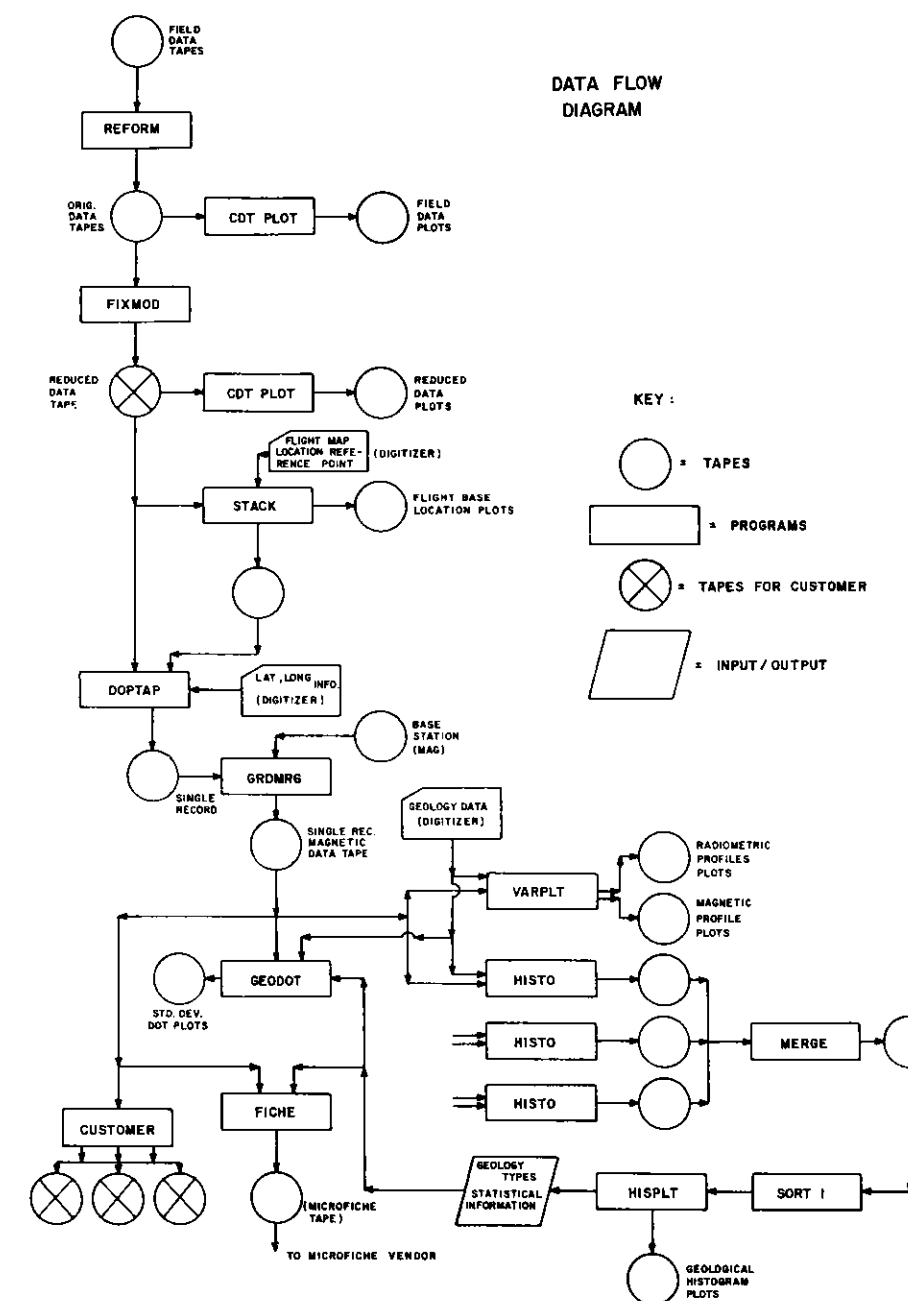 FIELD
DATA
TAPES
DATA FLOW
DIAGRAM
REFORM
ORIG.
DATA
TAPES
CDT PLOT
FIELD
DATA
PLOTS
FIXMOD
REDUCED
DATA
TAPE
CDT PLOT
REDUCED
DATA
PLOTS
KEY :
= TAPES
= PROGRAMS
= TAPES FOR CUSTOMER
= INPUT / OUTPUT
FLIGHT MAP
LOCATION REFE-
RENCE POINT
(DIGITIZER)
STACK
FLIGHT BASE
LOCATION PLOTS
DOPTAP
LAT , LONG INFO.
(DIGITIZER)
BASE
STATION
(MAG)
SINGLE
RECORD
GRDMRG
SINGLE REC.
MAGNETIC
DATA TAPE
GEOLOGY DATA
(DIGITIZER)
VARPLT
RADIOMETRIC
PROFILES
PLOTS
MAGNETIC
PROFILE
PLOTS
STD. DEV.
DOT PLOTS
GEODOT
HISTO
HISTO
MERGE
HISTO
CUSTOMER
FICHE
(MICROFICHE
TAPE)
TO MICROFICHE VENDOR
GEOLOGY
TYPES
STATISTICAL
INFORMATION
HISPLT
SORT I
GEOLOGICAL
HISTOGRAM
PLOTS